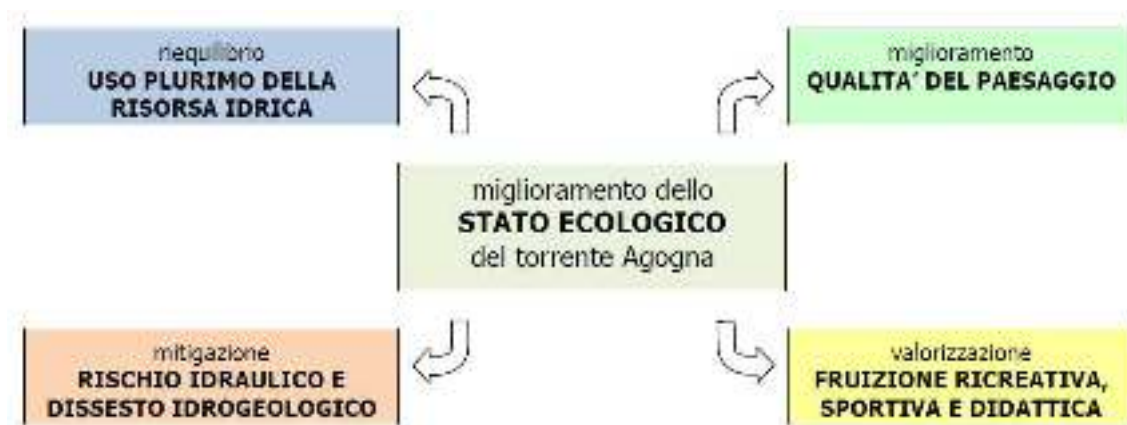 riequilibrio
USO PLURIMO DELLA
RISORSA IDRICA
miglioramento
QUALITA' DEL PAESAGGIO
miglioramento dello
STATO ECOLOGICO
del torrente Agogna
mitigazione
RISCHIO IDRAULICO E
DISSESTO IDROGEOLOGICO
valorizzazione
FRUIZIONE RICREATIVA,
SPORTIVA E DIDATTICA